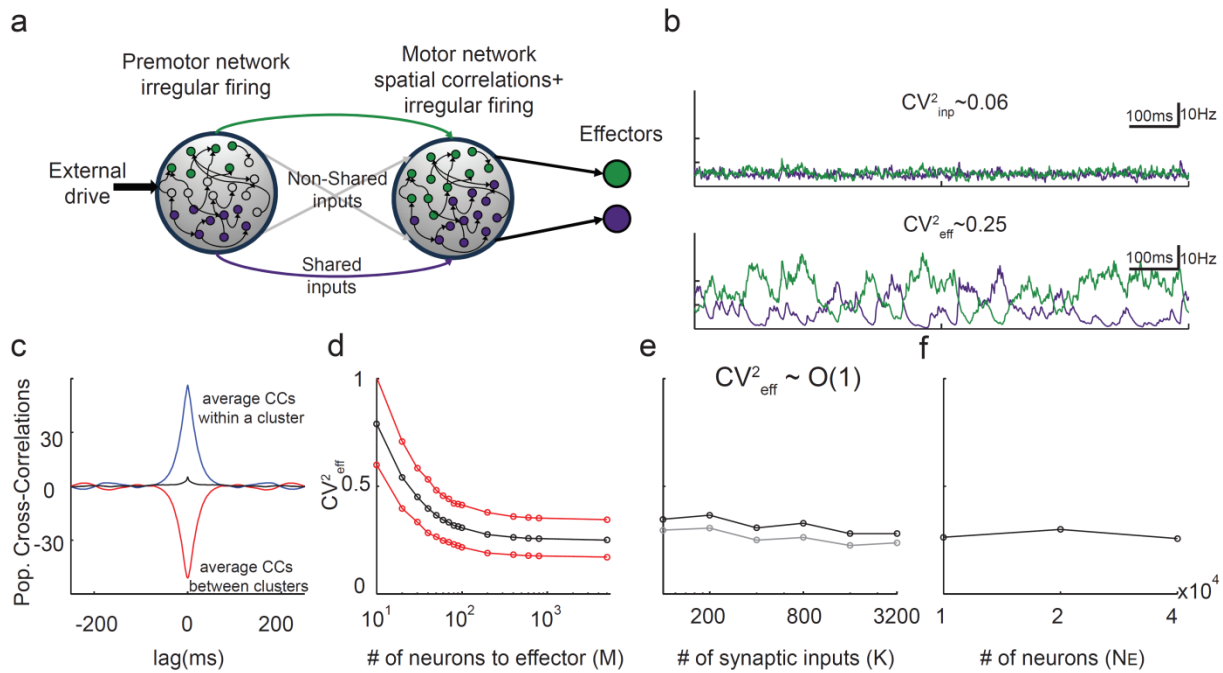 a
Premotor network
irregular firing
Motor network
spatial correlations+
irregular firing
Effectors
External
drive
Non-Shared
inputs
Shared
inputs
b
CV²inp~0.06
100ms
10Hz
CV²eff~0.25
100ms
10Hz
c
Pop. Cross-Correlations
30
0
-30
average CCs
within a cluster
average CCs
between clusters
-200
0
200
lag(ms)
d
CV²eff
1
0.5
0
10¹
10²
10³
# of neurons to effector (M)
e
CV²eff ~ O(1)
200
800
3200
# of synaptic inputs (K)
f
x10⁴
1
2
4
# of neurons (NE)